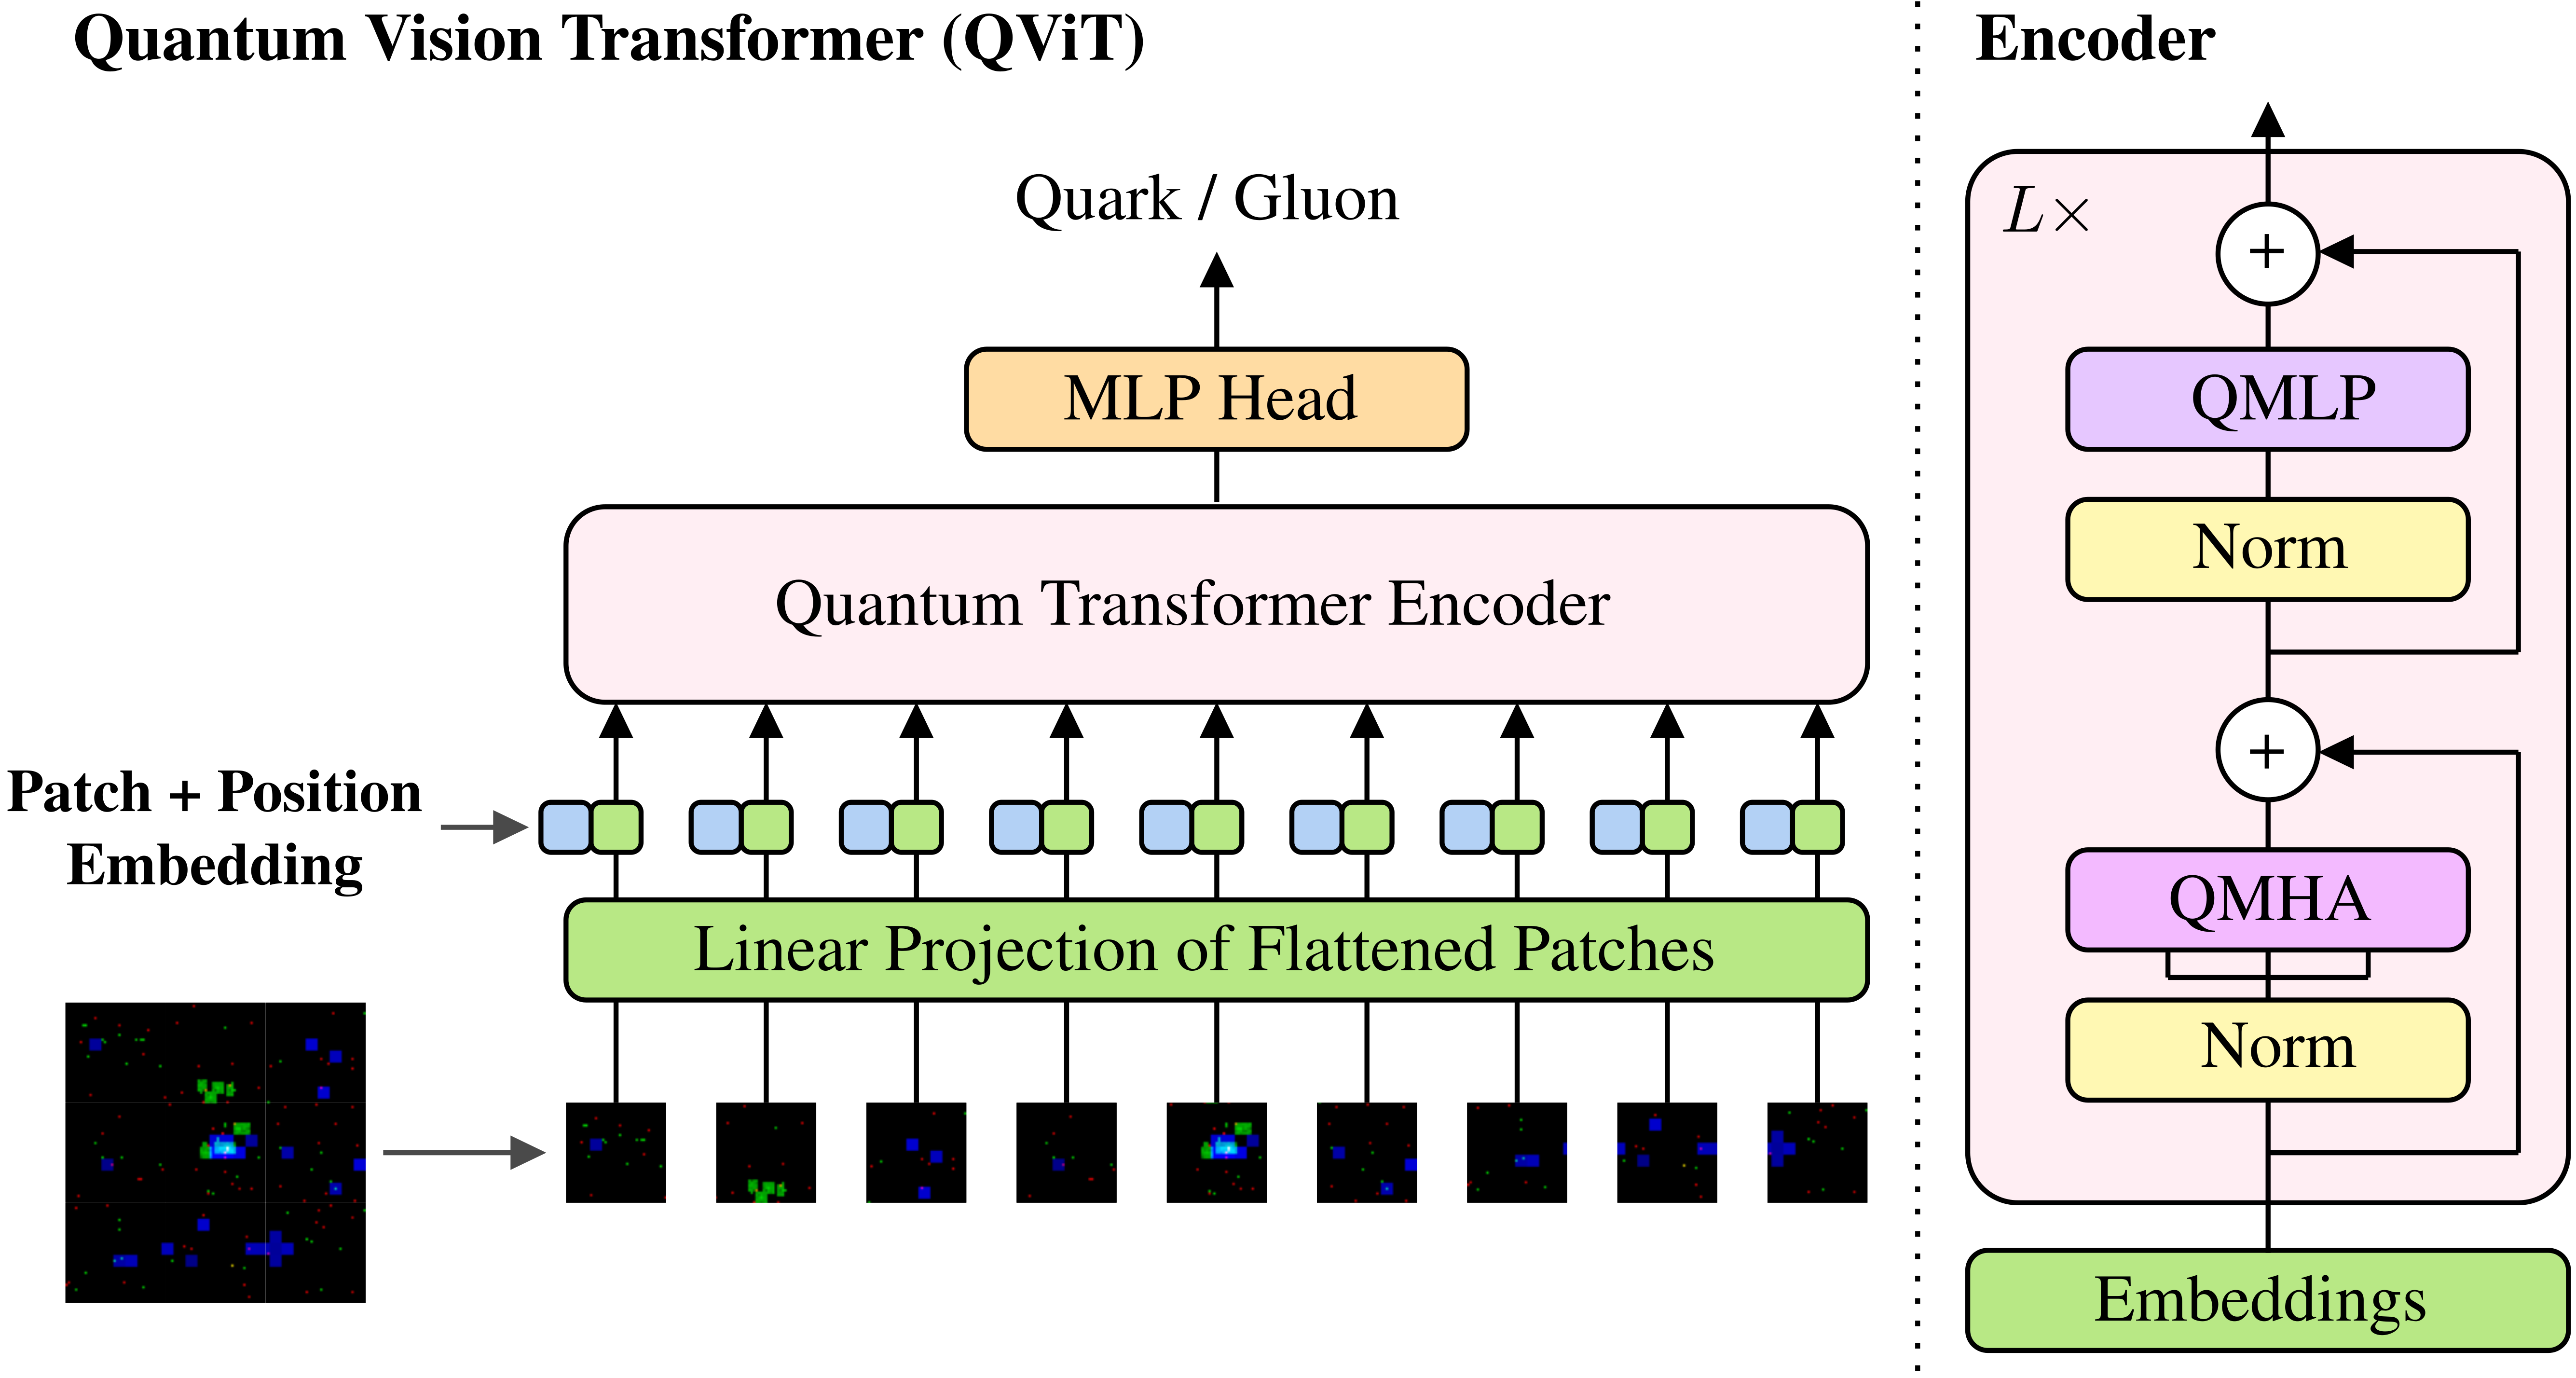 Quantum Vision Transformer (QViT)
Quark / Gluon
MLP Head
Quantum Transformer Encoder
Patch + Position
Embedding
Linear Projection of Flattened Patches
Encoder
L×
+
QMLP
Norm
+
QMHA
Norm
Embeddings